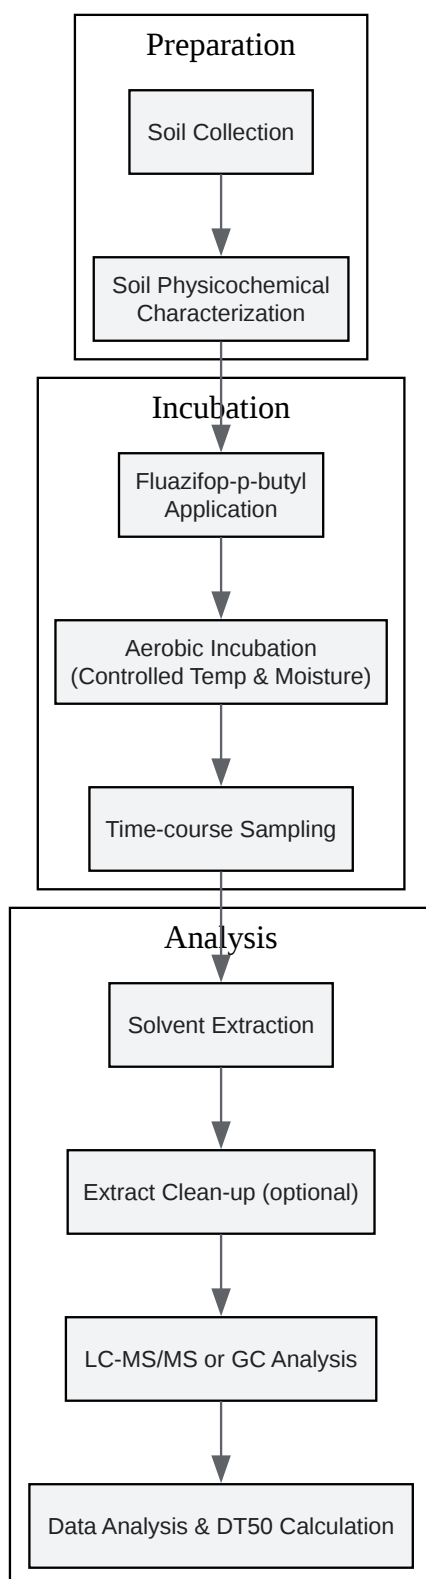 Preparation
Soil Collection
Soil Physicochemical
Characterization
Incubation
Fluazifop-p-butyl
Application
Aerobic Incubation
(Controlled Temp & Moisture)
Time-course Sampling
Analysis
Solvent Extraction
Extract Clean-up (optional)
LC-MS/MS or GC Analysis
Data Analysis & DT50 Calculation